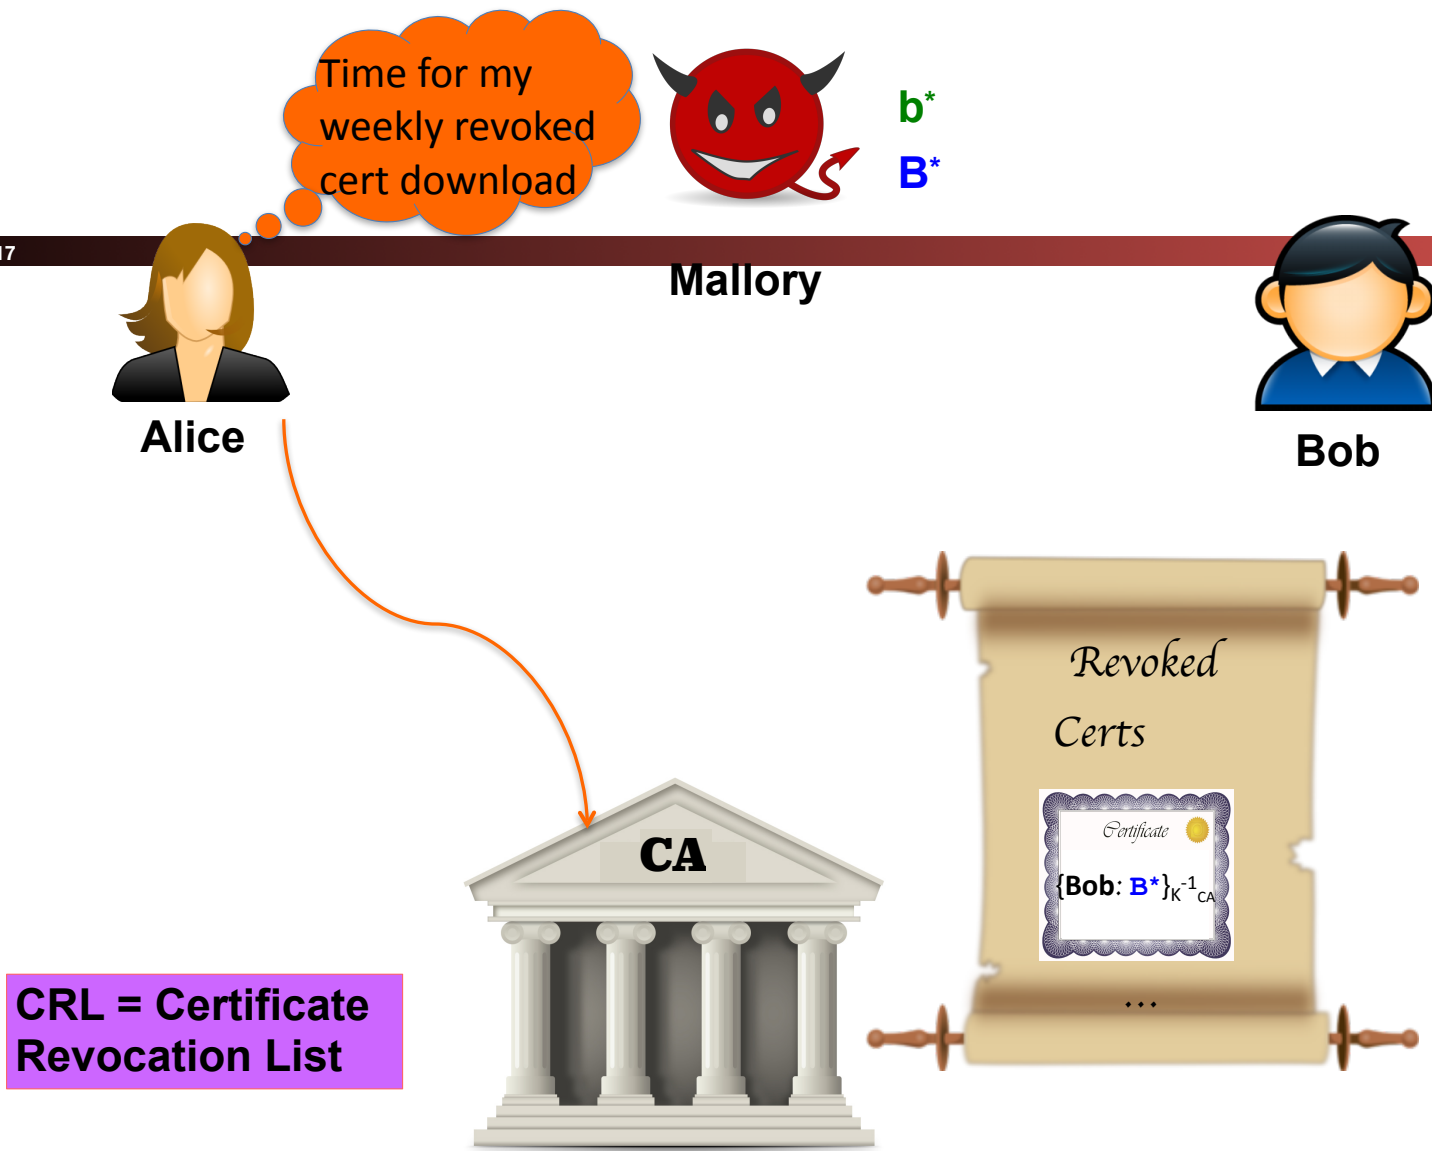 Time for my
weekly revoked
cert download
b*
B*
17
Mallory
Alice
Bob
Revoked
Certs
Certificate
{Bob: B*}K-1CA
...
CA
CRL = Certificate
Revocation List